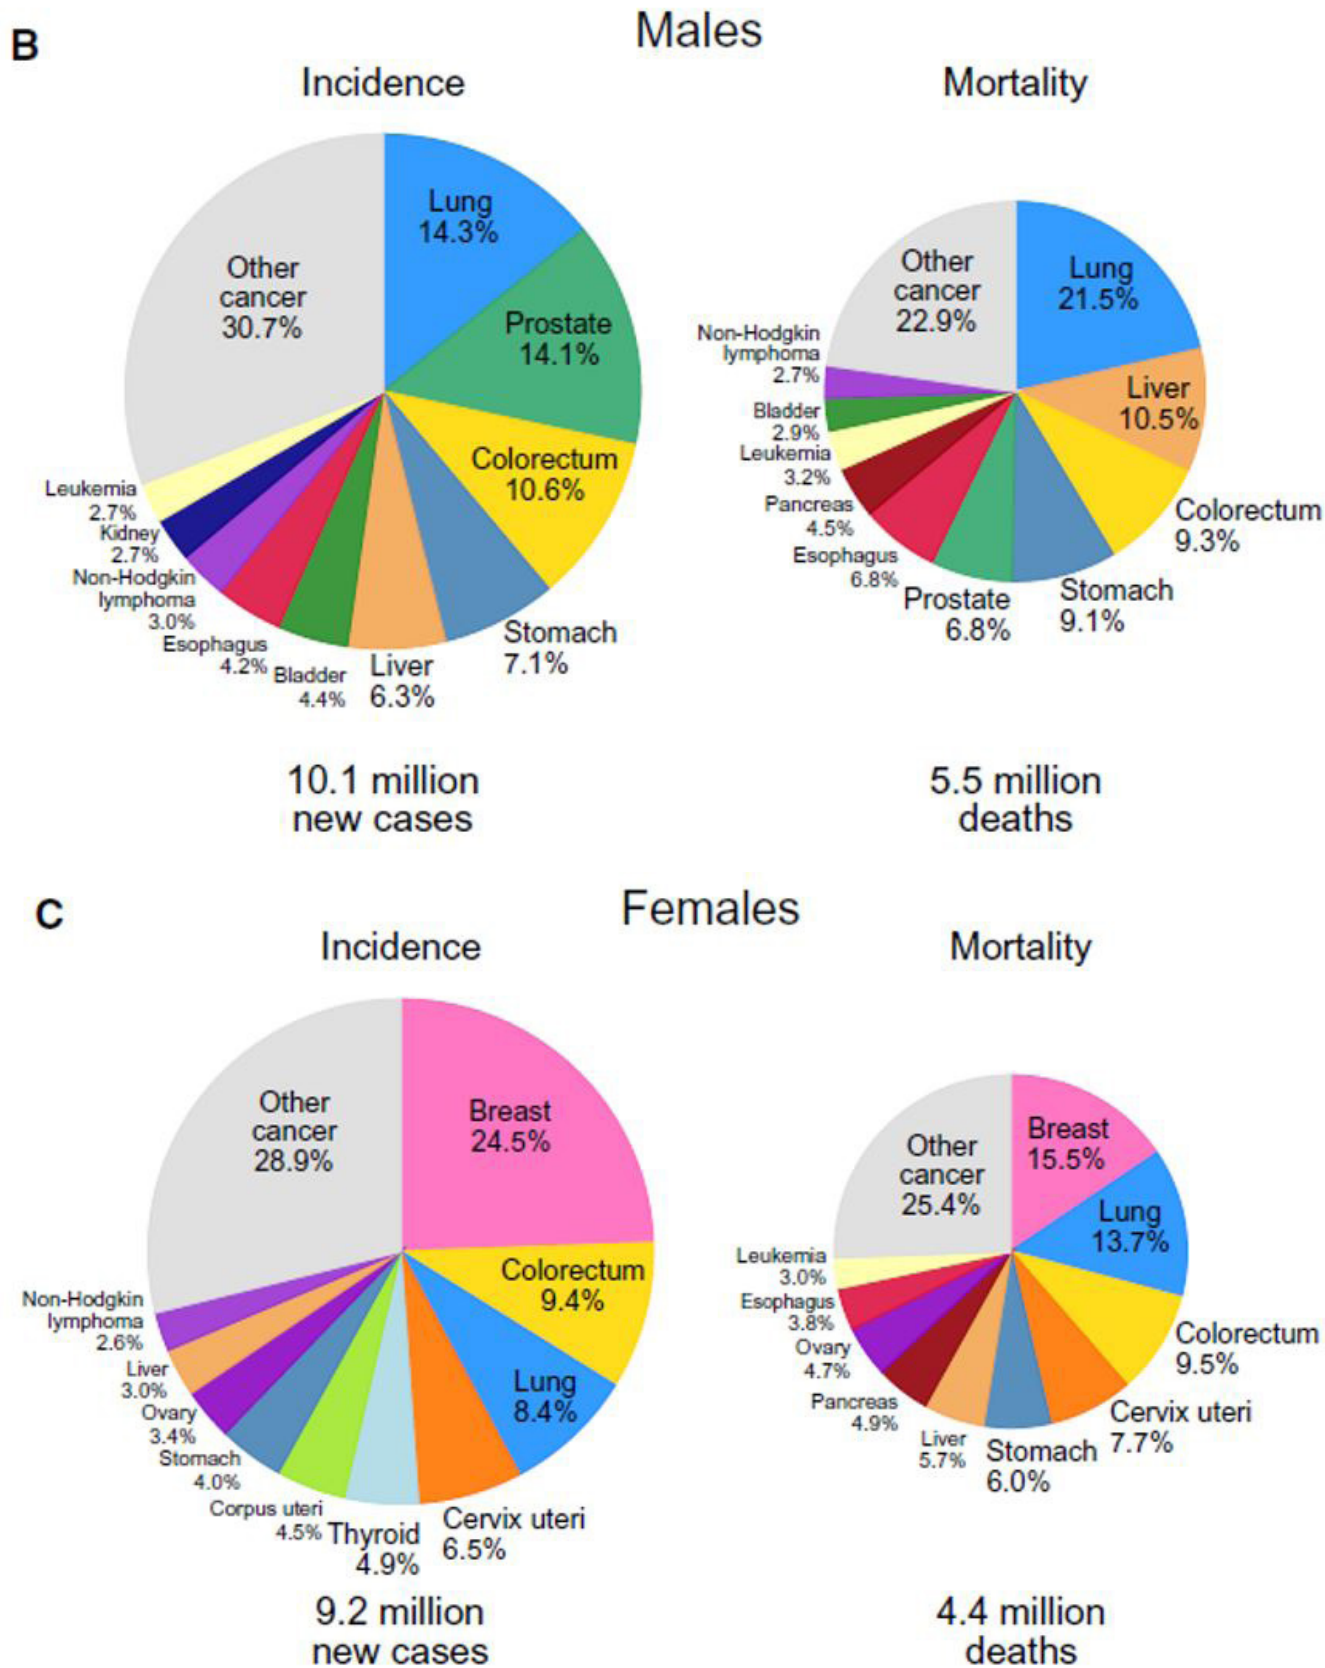 B
Males
Incidence
Mortality
Lung
14.3%
Prostate
14.1%
Colorectum
10.6%
Stomach
7.1%
Liver
6.3%
Bladder
4.4%
Esophagus
4.2%
Non-Hodgkin
lymphoma
3.0%
Kidney
2.7%
Leukemia
2.7%
Other
cancer
30.7%
10.1 million
new cases
Lung
21.5%
Liver
10.5%
Colorectum
9.3%
Stomach
9.1%
Prostate
6.8%
Esophagus
6.8%
Pancreas
4.5%
Leukemia
3.2%
Bladder
2.9%
Non-Hodgkin
lymphoma
2.7%
Other
cancer
22.9%
5.5 million
deaths
C
Females
Incidence
Mortality
Breast
24.5%
Colorectum
9.4%
Lung
8.4%
Cervix uteri
6.5%
Thyroid
4.9%
Corpus uteri
4.5%
Stomach
4.0%
Ovary
3.4%
Liver
3.0%
Non-Hodgkin
lymphoma
2.6%
Other
cancer
28.9%
9.2 million
new cases
Breast
15.5%
Lung
13.7%
Colorectum
9.5%
Cervix uteri
7.7%
Stomach
6.0%
Liver
5.7%
Pancreas
4.9%
Ovary
4.7%
Esophagus
3.8%
Leukemia
3.0%
Other
cancer
25.4%
4.4 million
deaths